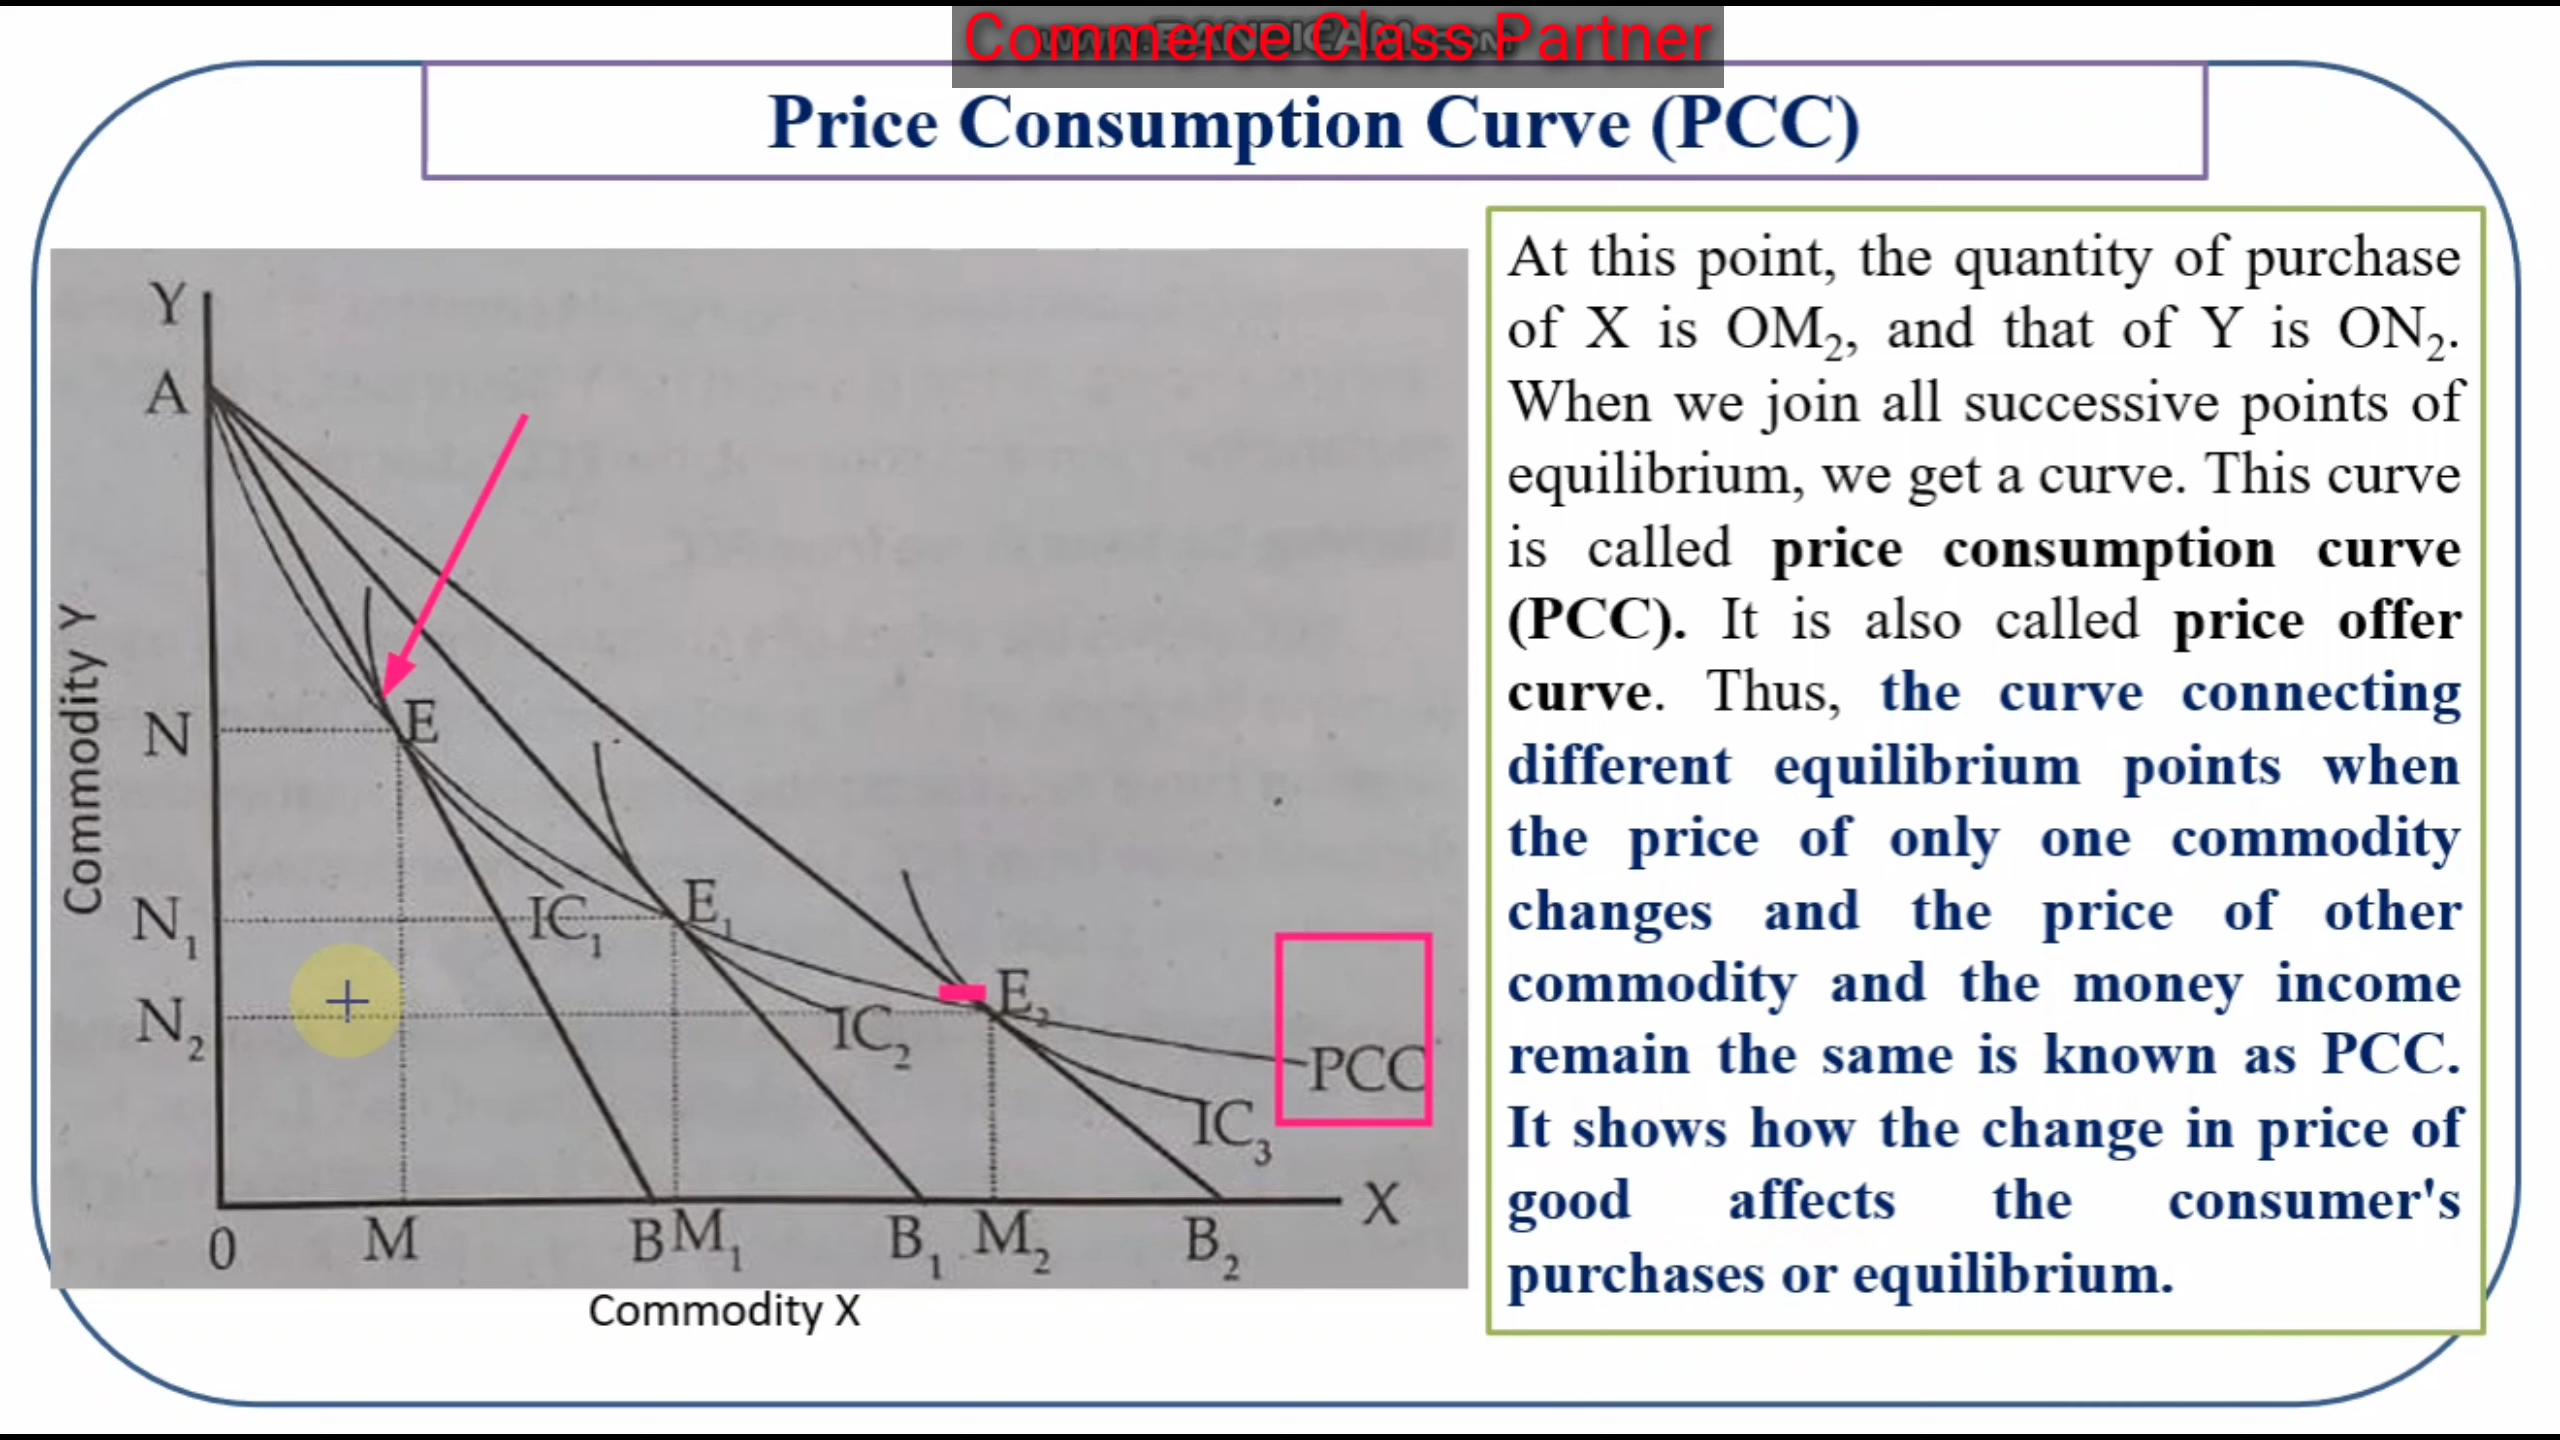 Commerce Class Partner
Price Consumption Curve (PCC)
Y
A
Commodity Y
N
E
N1
IC1
E1
N2
IC2
E2
PCC
IC3
X
0
M
B
M1
B1
M2
B2
Commodity X
At this point, the quantity of purchase
of X is OM2, and that of Y is ON2.
When we join all successive points of
equilibrium, we get a curve. This curve
is called price consumption curve
(PCC). It is also called price offer
curve. Thus, the curve connecting
different equilibrium points when
the price of only one commodity
changes and the price of other
commodity and the money income
remain the same is known as PCC.
It shows how the change in price of
good affects the consumer's
purchases or equilibrium.